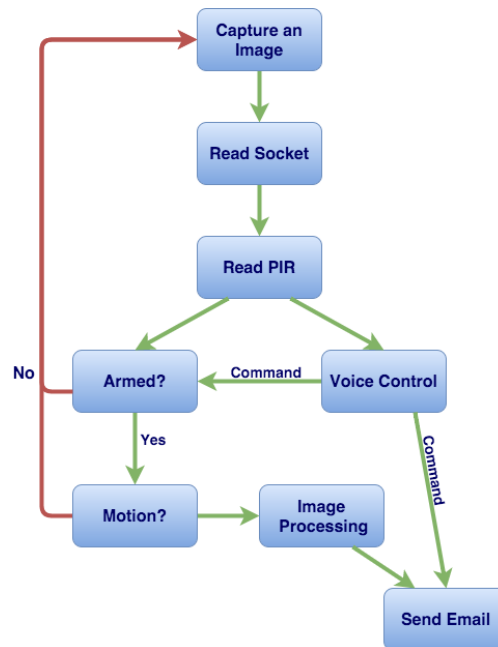 Capture an
Image
Read Socket
Read PIR
No
Armed?
Command
Voice Control
Yes
Command
Motion?
Image
Processing
Send Email